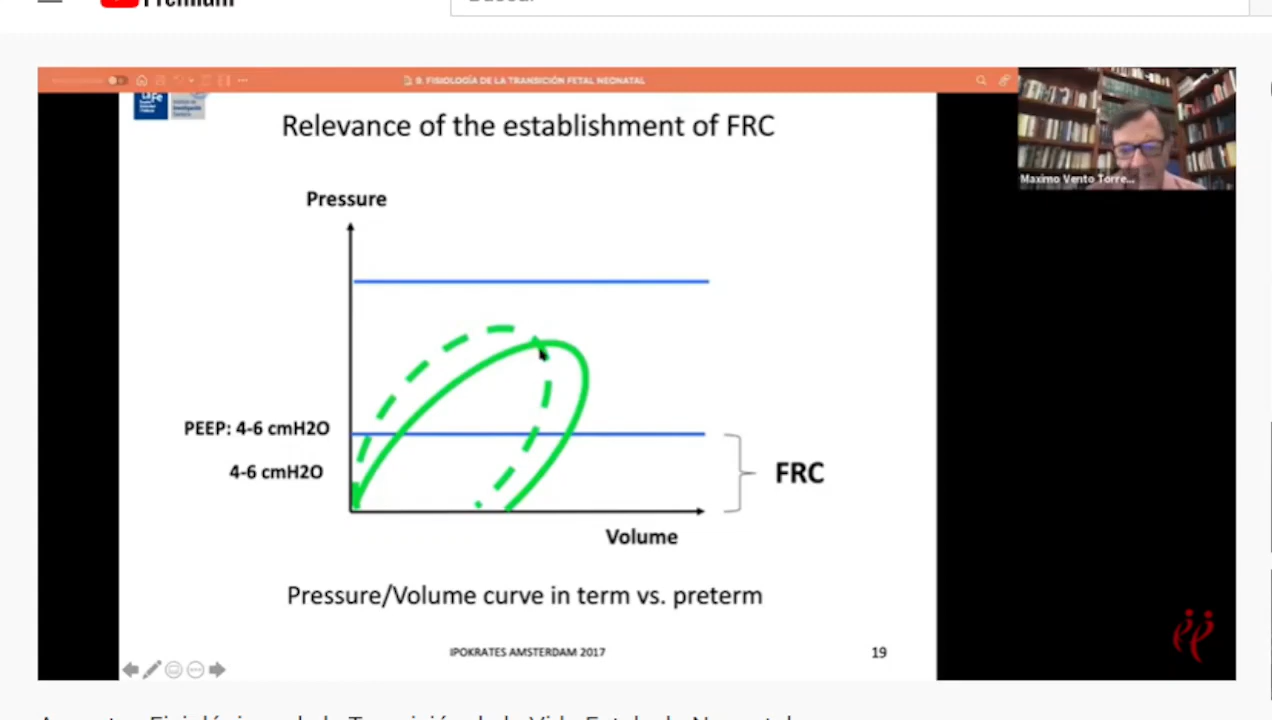 Premium
9. FISIOLOGÍA DE LA TRANSICIÓN FETAL NEONATAL
La Fe
Relevance of the establishment of FRC
Maximo Vento Torre...
Pressure
PEEP: 4-6 cmH2O
4-6 cmH2O
FRC
Volume
Pressure/Volume curve in term vs. preterm
IPOKRATES AMSTERDAM 2017
19